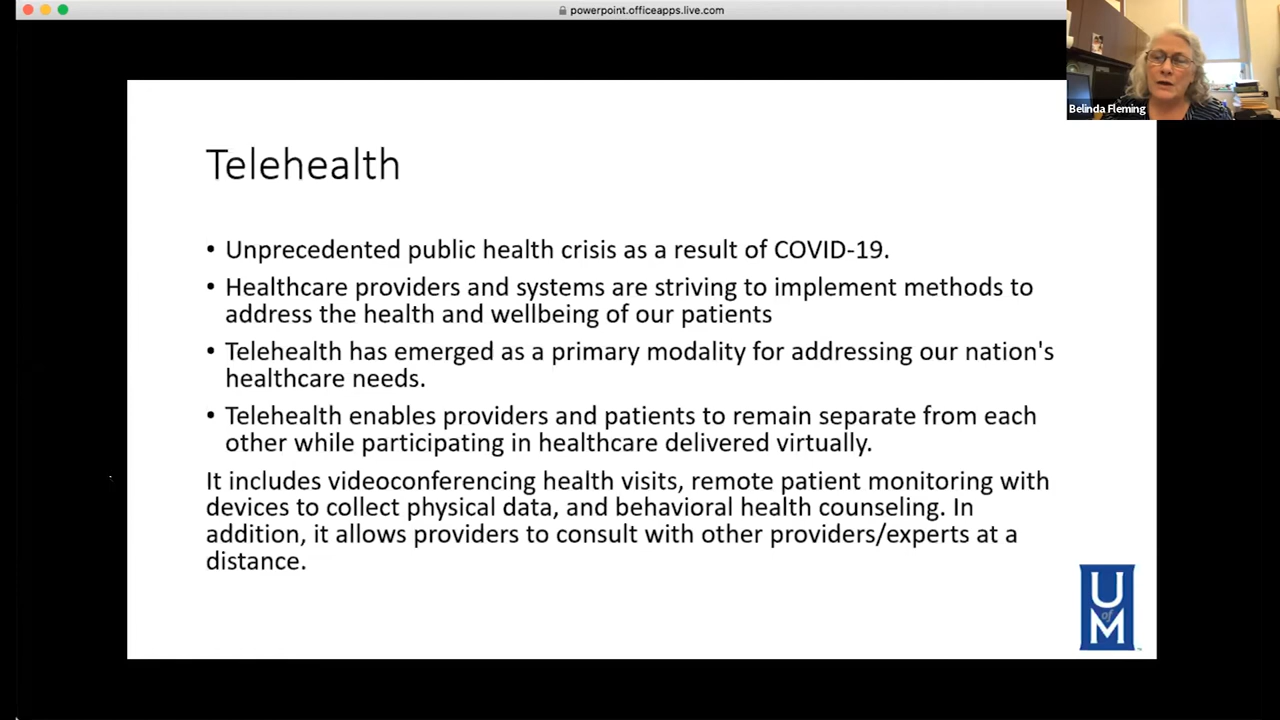 powerpoint.officeapps.live.com
Belinda Fleming
Telehealth
• Unprecedented public health crisis as a result of COVID-19.
• Healthcare providers and systems are striving to implement methods to
address the health and wellbeing of our patients
• Telehealth has emerged as a primary modality for addressing our nation's
healthcare needs.
• Telehealth enables providers and patients to remain separate from each
other while participating in healthcare delivered virtually.
It includes videoconferencing health visits, remote patient monitoring with
devices to collect physical data, and behavioral health counseling. In
addition, it allows providers to consult with other providers/experts at a
distance.
U
of
M